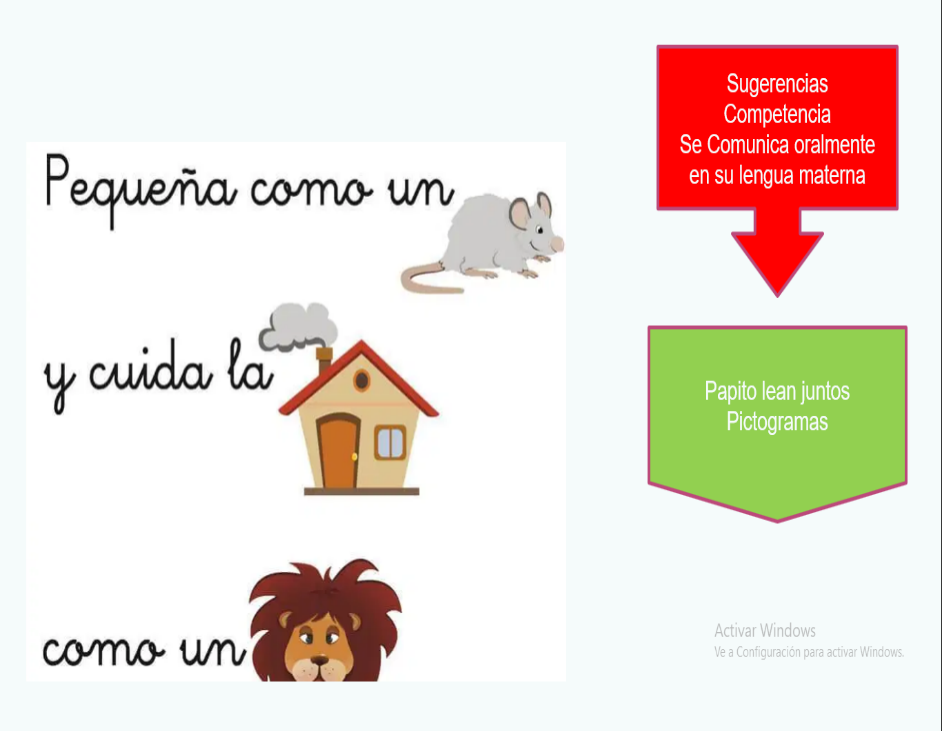 Pequeña como un
y cuida la
como un
Sugerencias
Competencia
Se Comunica oralmente
en su lengua materna
Papito lean juntos
Pictogramas
Activar Windows
Ve a Configuración para activar Windows.